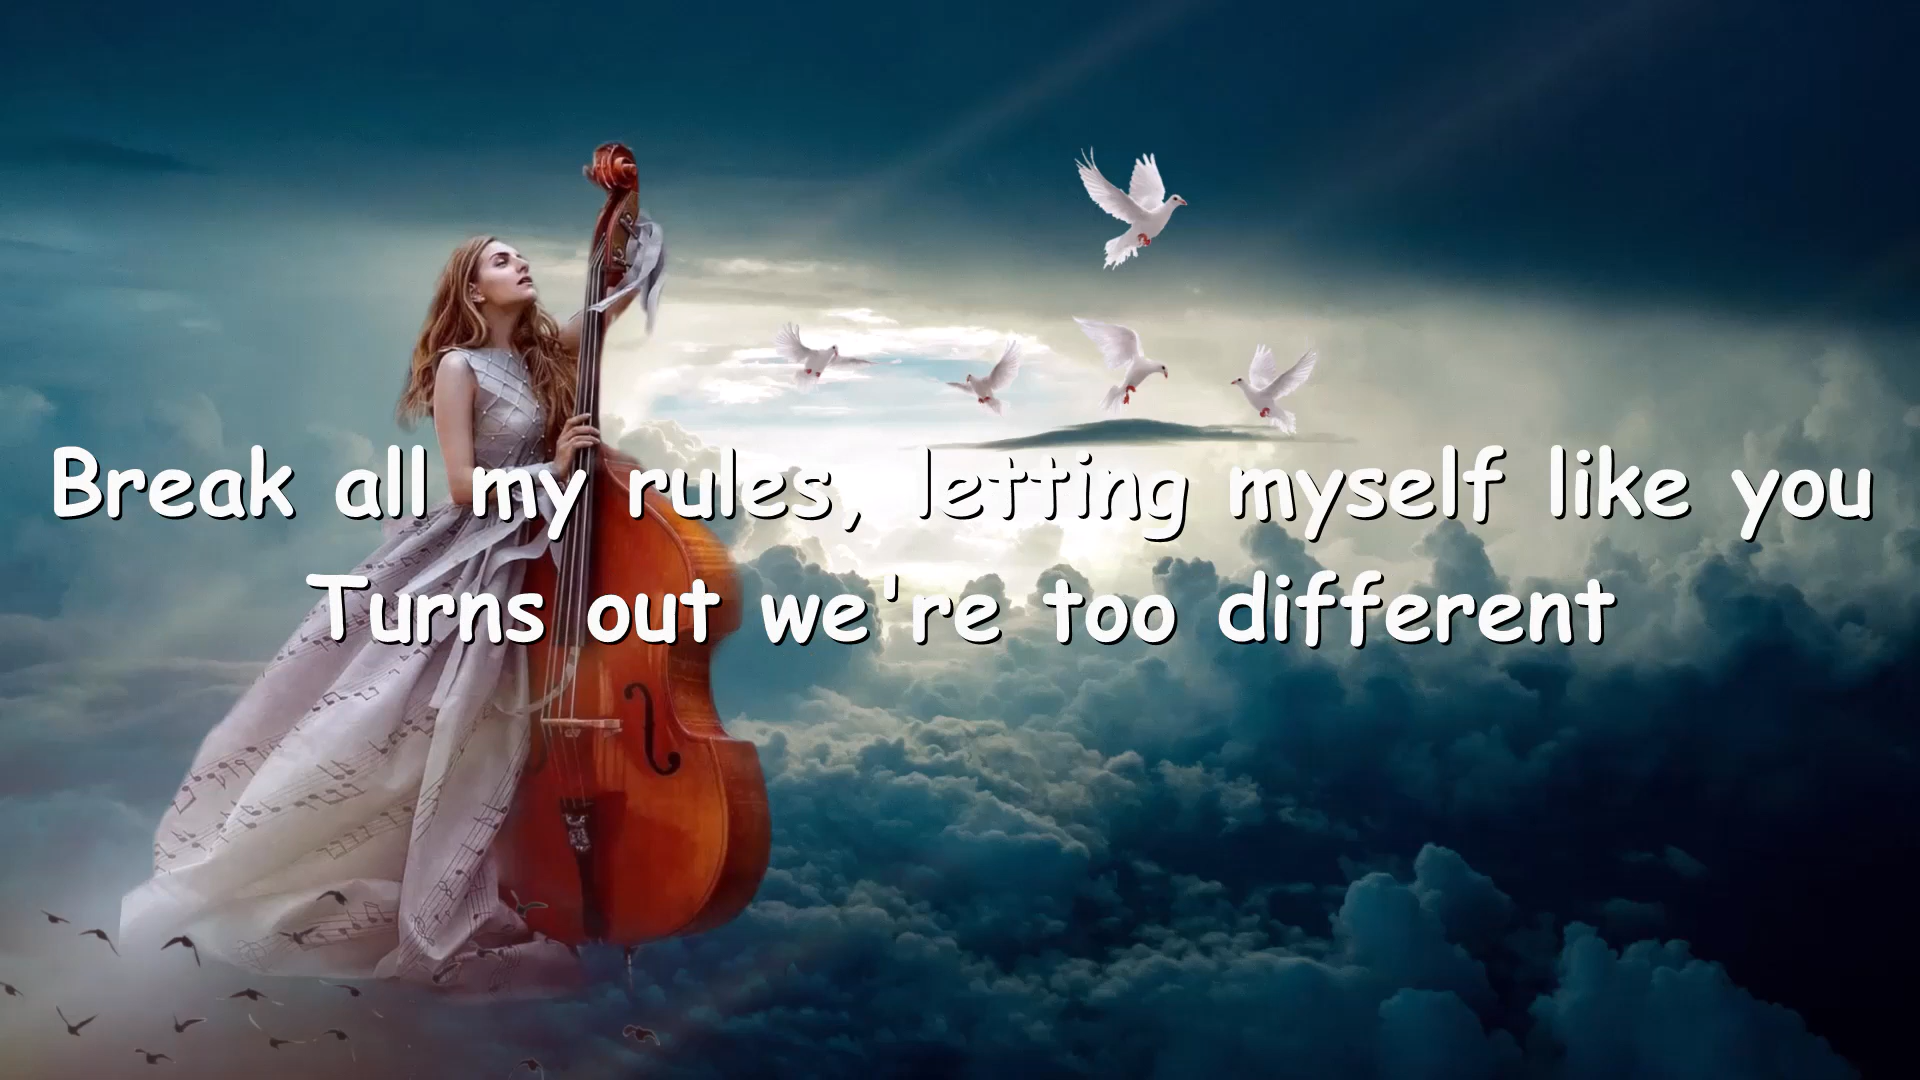 Break all my rules, letting myself like you
Turns out we're too different